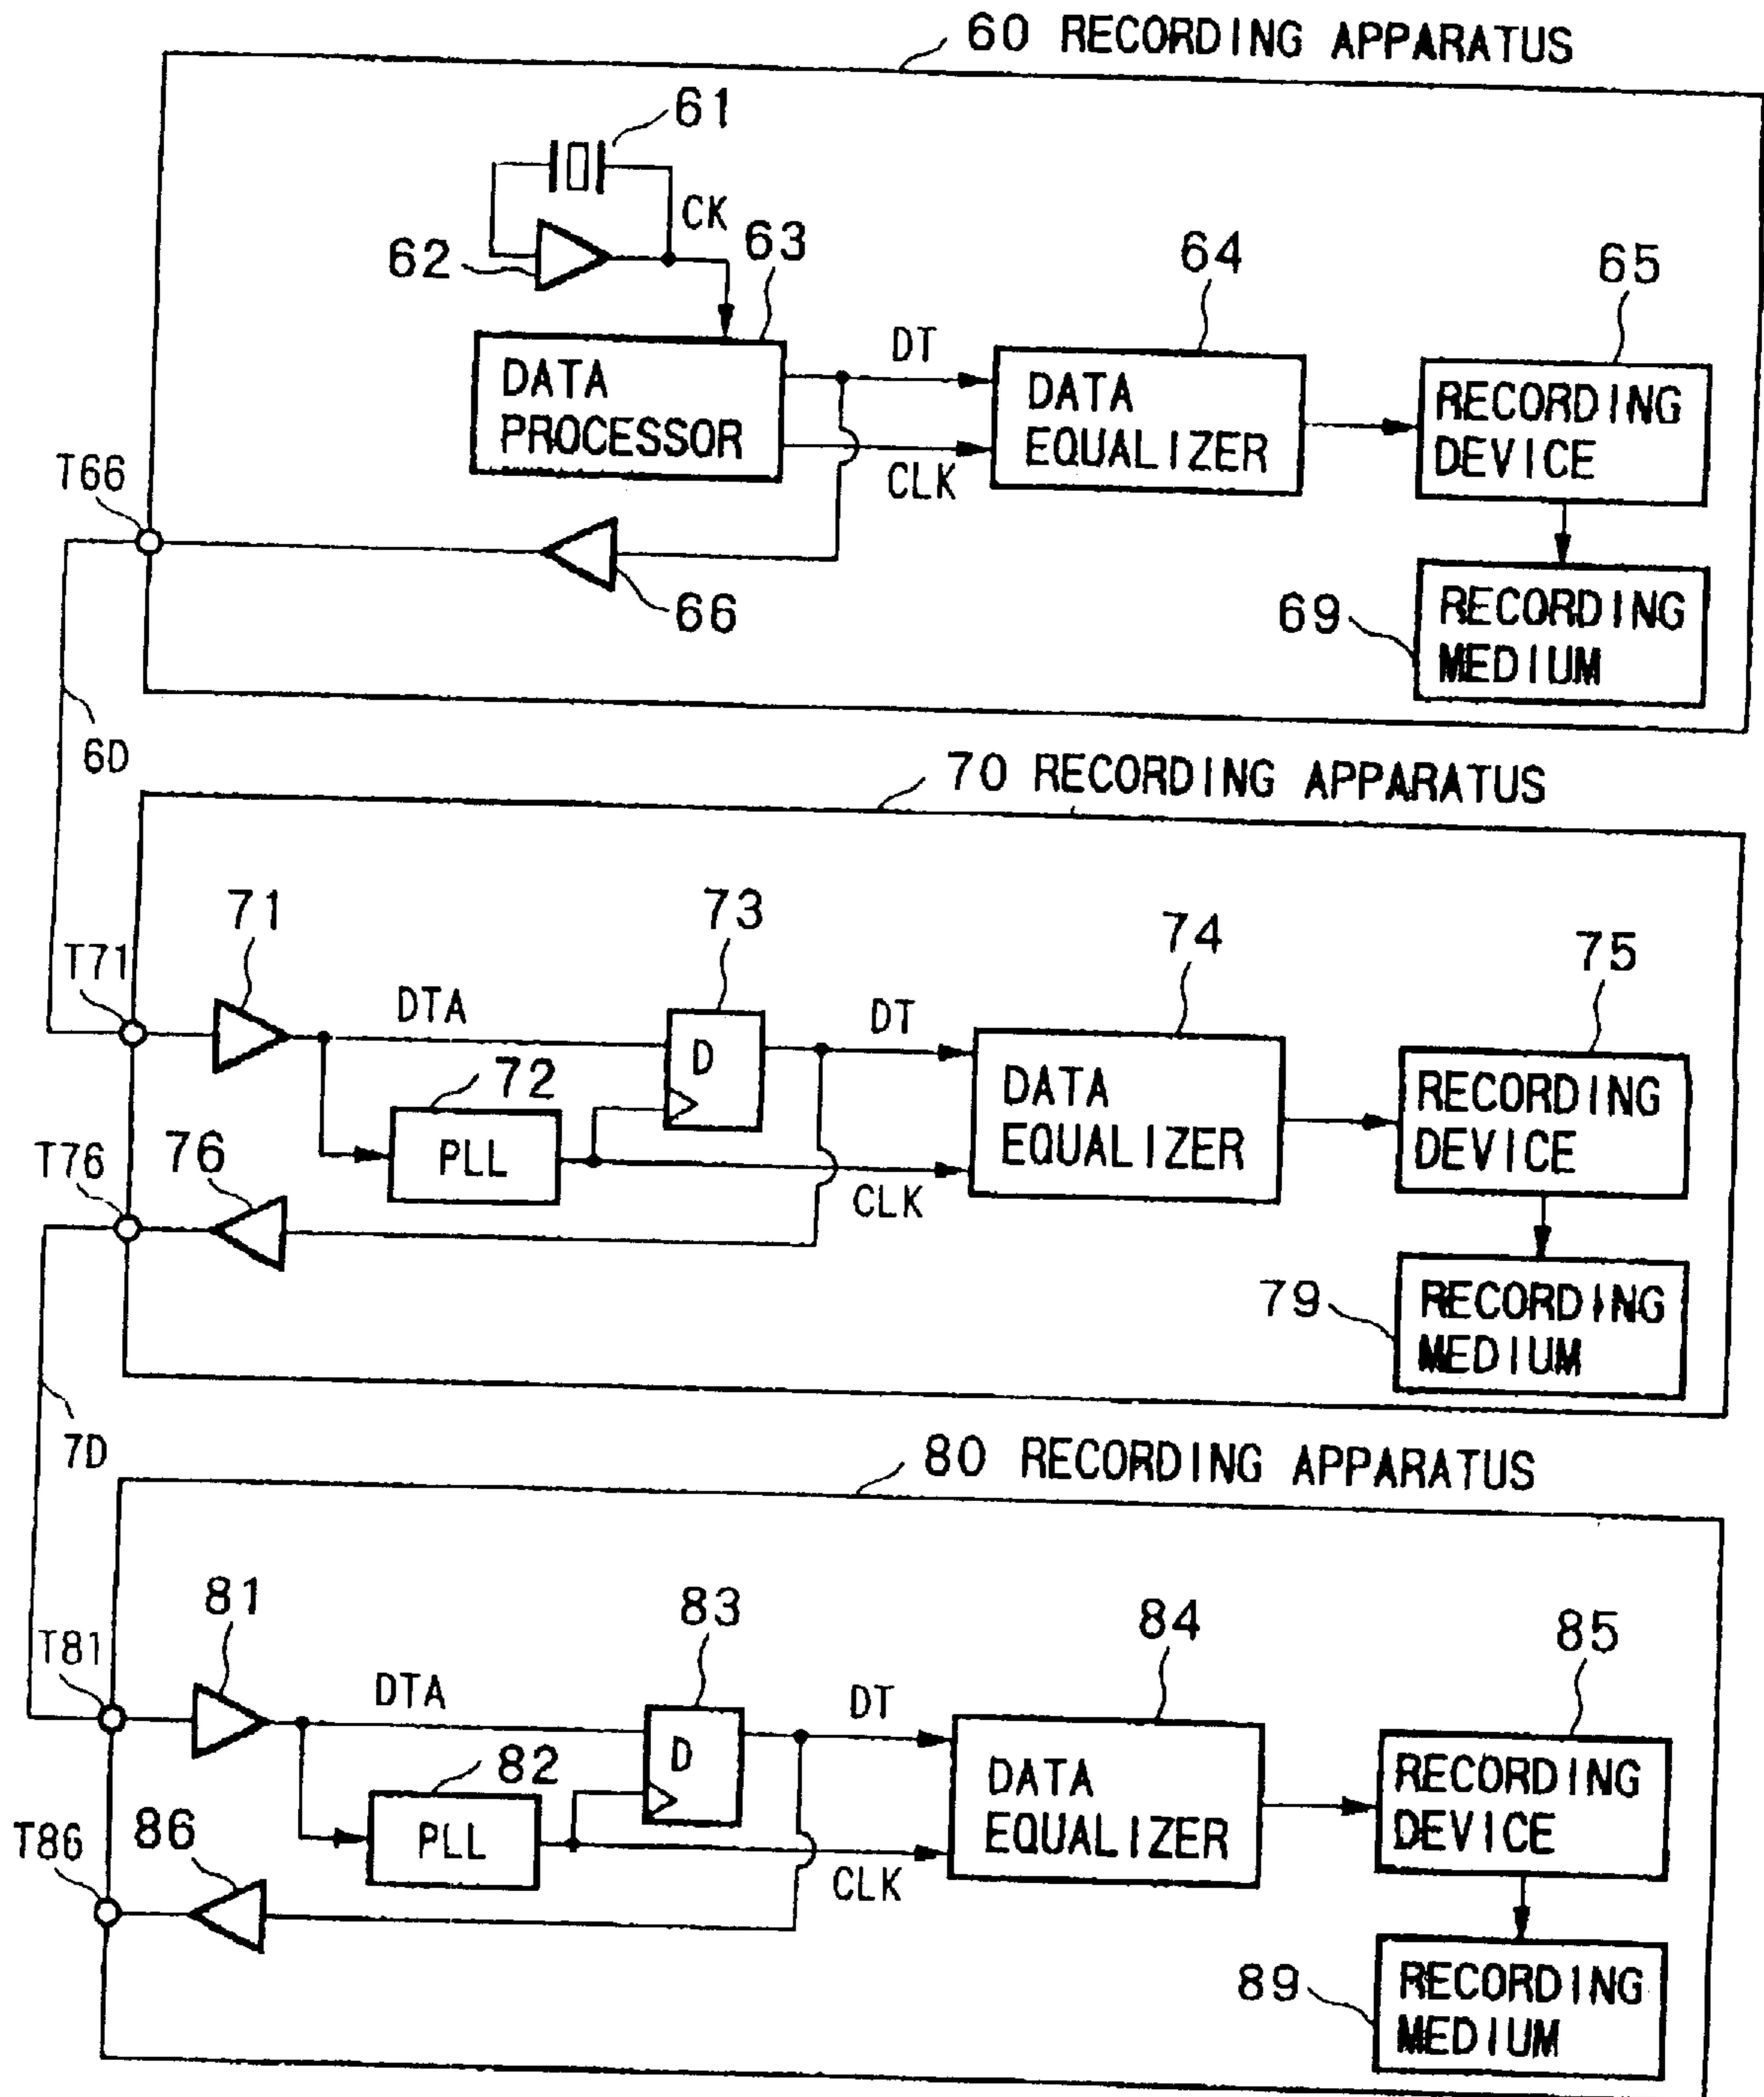 60 RECORDING APPARATUS
61
CK
62
63
64
65
DT
DATA
PROCESSOR
DATA
EQUALIZER
RECORDING
DEVICE
CLK
T66
66
69
RECORDING
MEDIUM
6D
70 RECORDING APPARATUS
71
73
74
75
T71
DTA
D
DT
72
PLL
DATA
EQUALIZER
RECORDING
DEVICE
T76
76
CLK
79
RECORDING
MEDIUM
7D
80 RECORDING APPARATUS
81
83
84
85
T81
DTA
D
DT
82
PLL
DATA
EQUALIZER
RECORDING
DEVICE
T86
86
CLK
89
RECORDING
MEDIUM